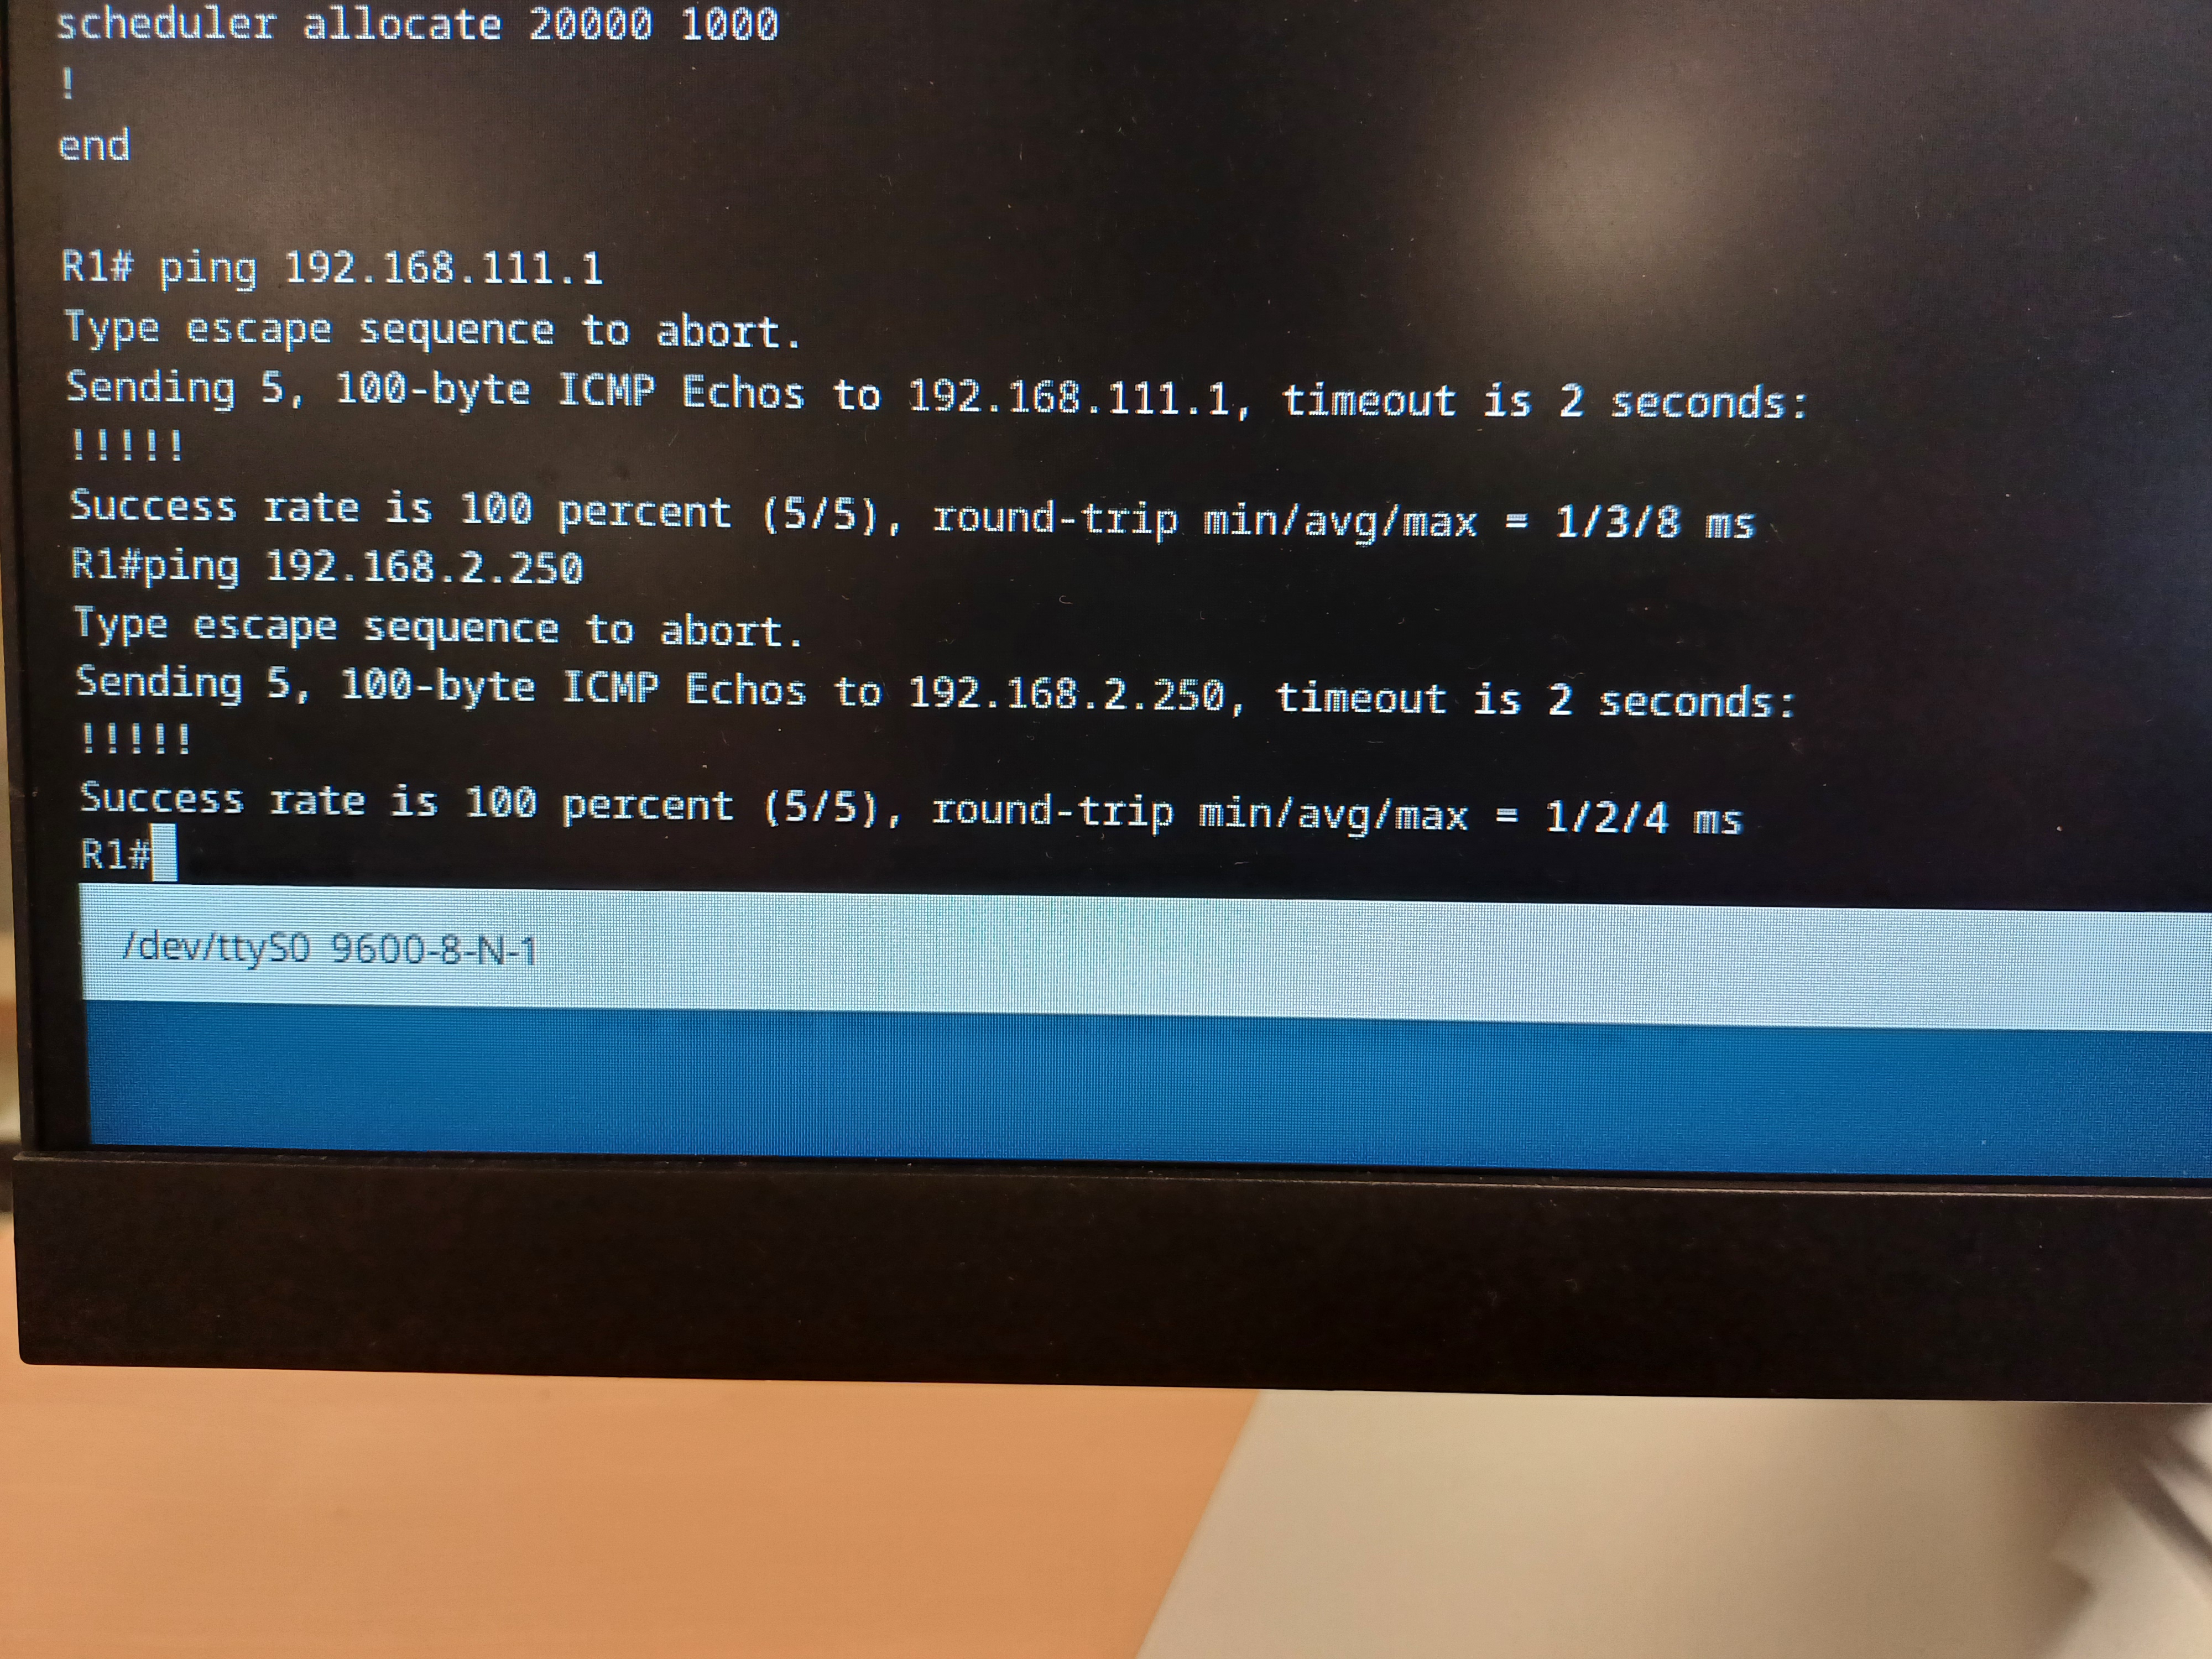 scheduler allocate 20000 1000
!
end
R1# ping 192.168.111.1
Type escape sequence to abort.
Sending 5, 100-byte ICMP Echos to 192.168.111.1, timeout is 2 seconds:
!!!!!
Success rate is 100 percent (5/5), round-trip min/avg/max = 1/3/8 ms
R1#ping 192.168.2.250
Type escape sequence to abort.
Sending 5, 100-byte ICMP Echos to 192.168.2.250, timeout is 2 seconds:
!!!!!
Success rate is 100 percent (5/5), round-trip min/avg/max = 1/2/4 ms
R1#
/dev/ttyS0 9600-8-N-1